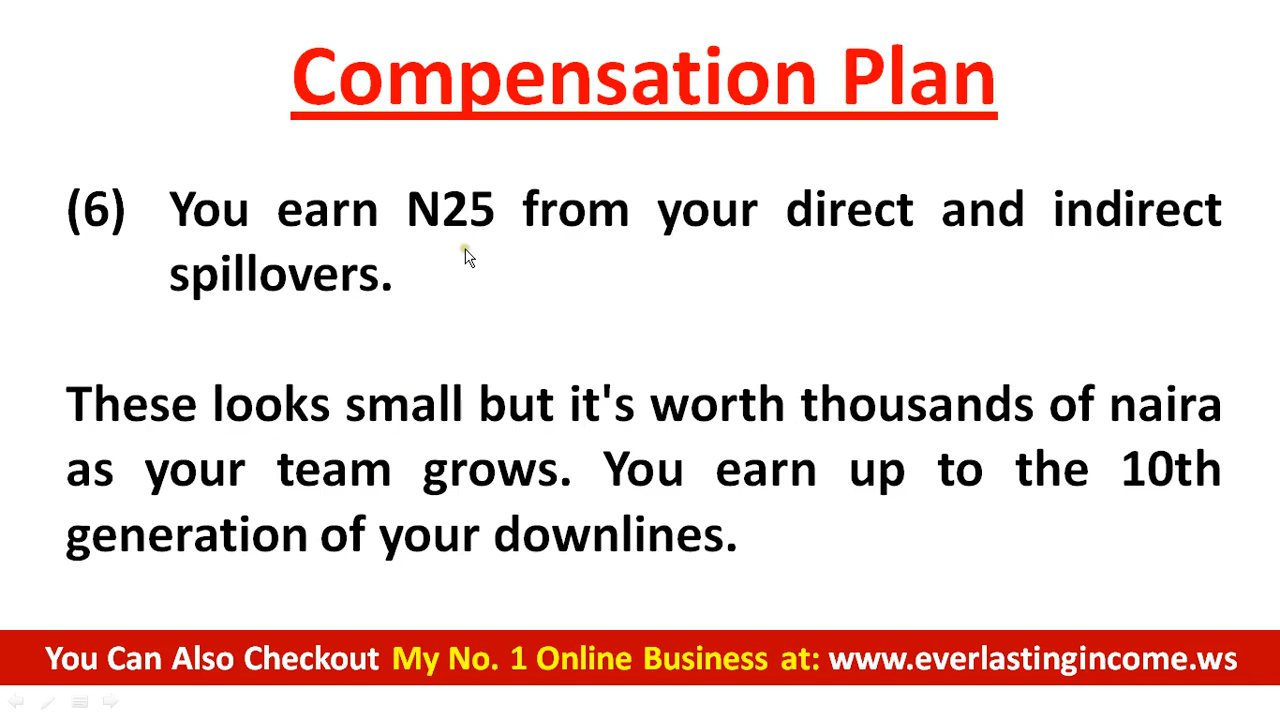 Compensation Plan
(6) You earn N25 from your direct and indirect
spillovers.
These looks small but it's worth thousands of naira
as your team grows. You earn up to the 10th
generation of your downlines.
You Can Also Checkout My No. 1 Online Business at: www.everlastingincome.ws